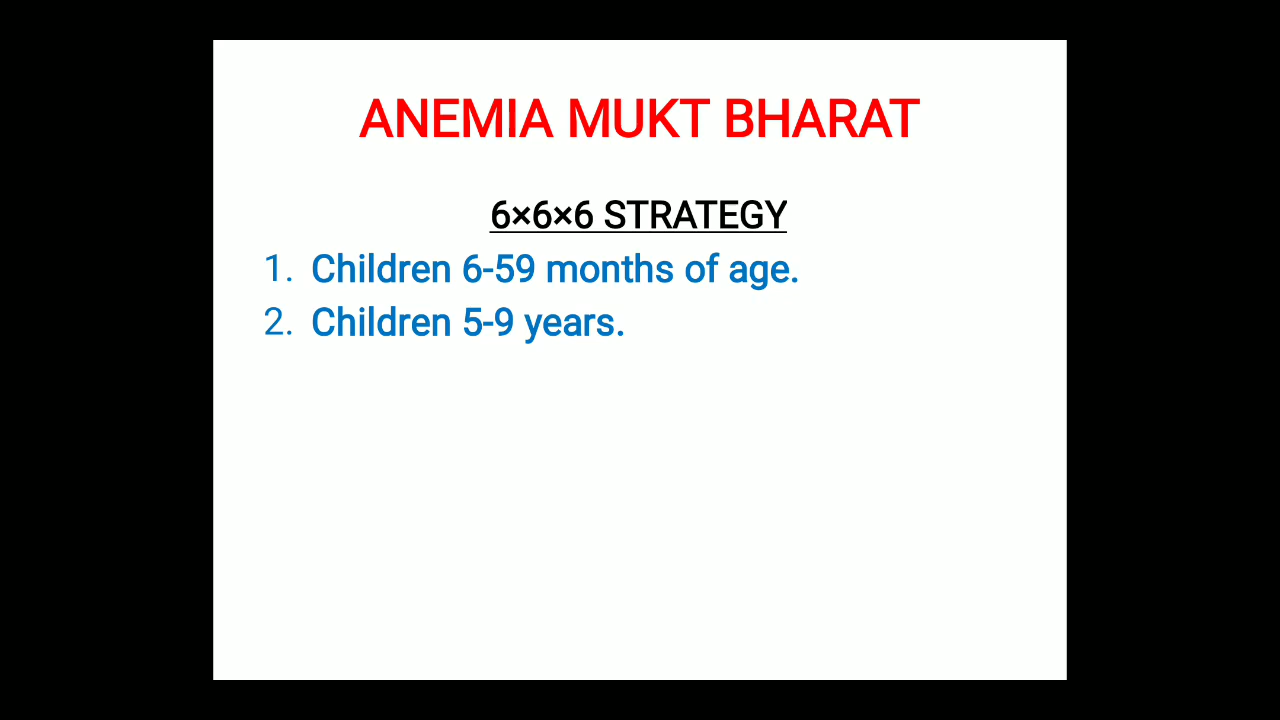 ANEMIA MUKT BHARAT
6×6×6 STRATEGY
1. Children 6-59 months of age.
2. Children 5-9 years.